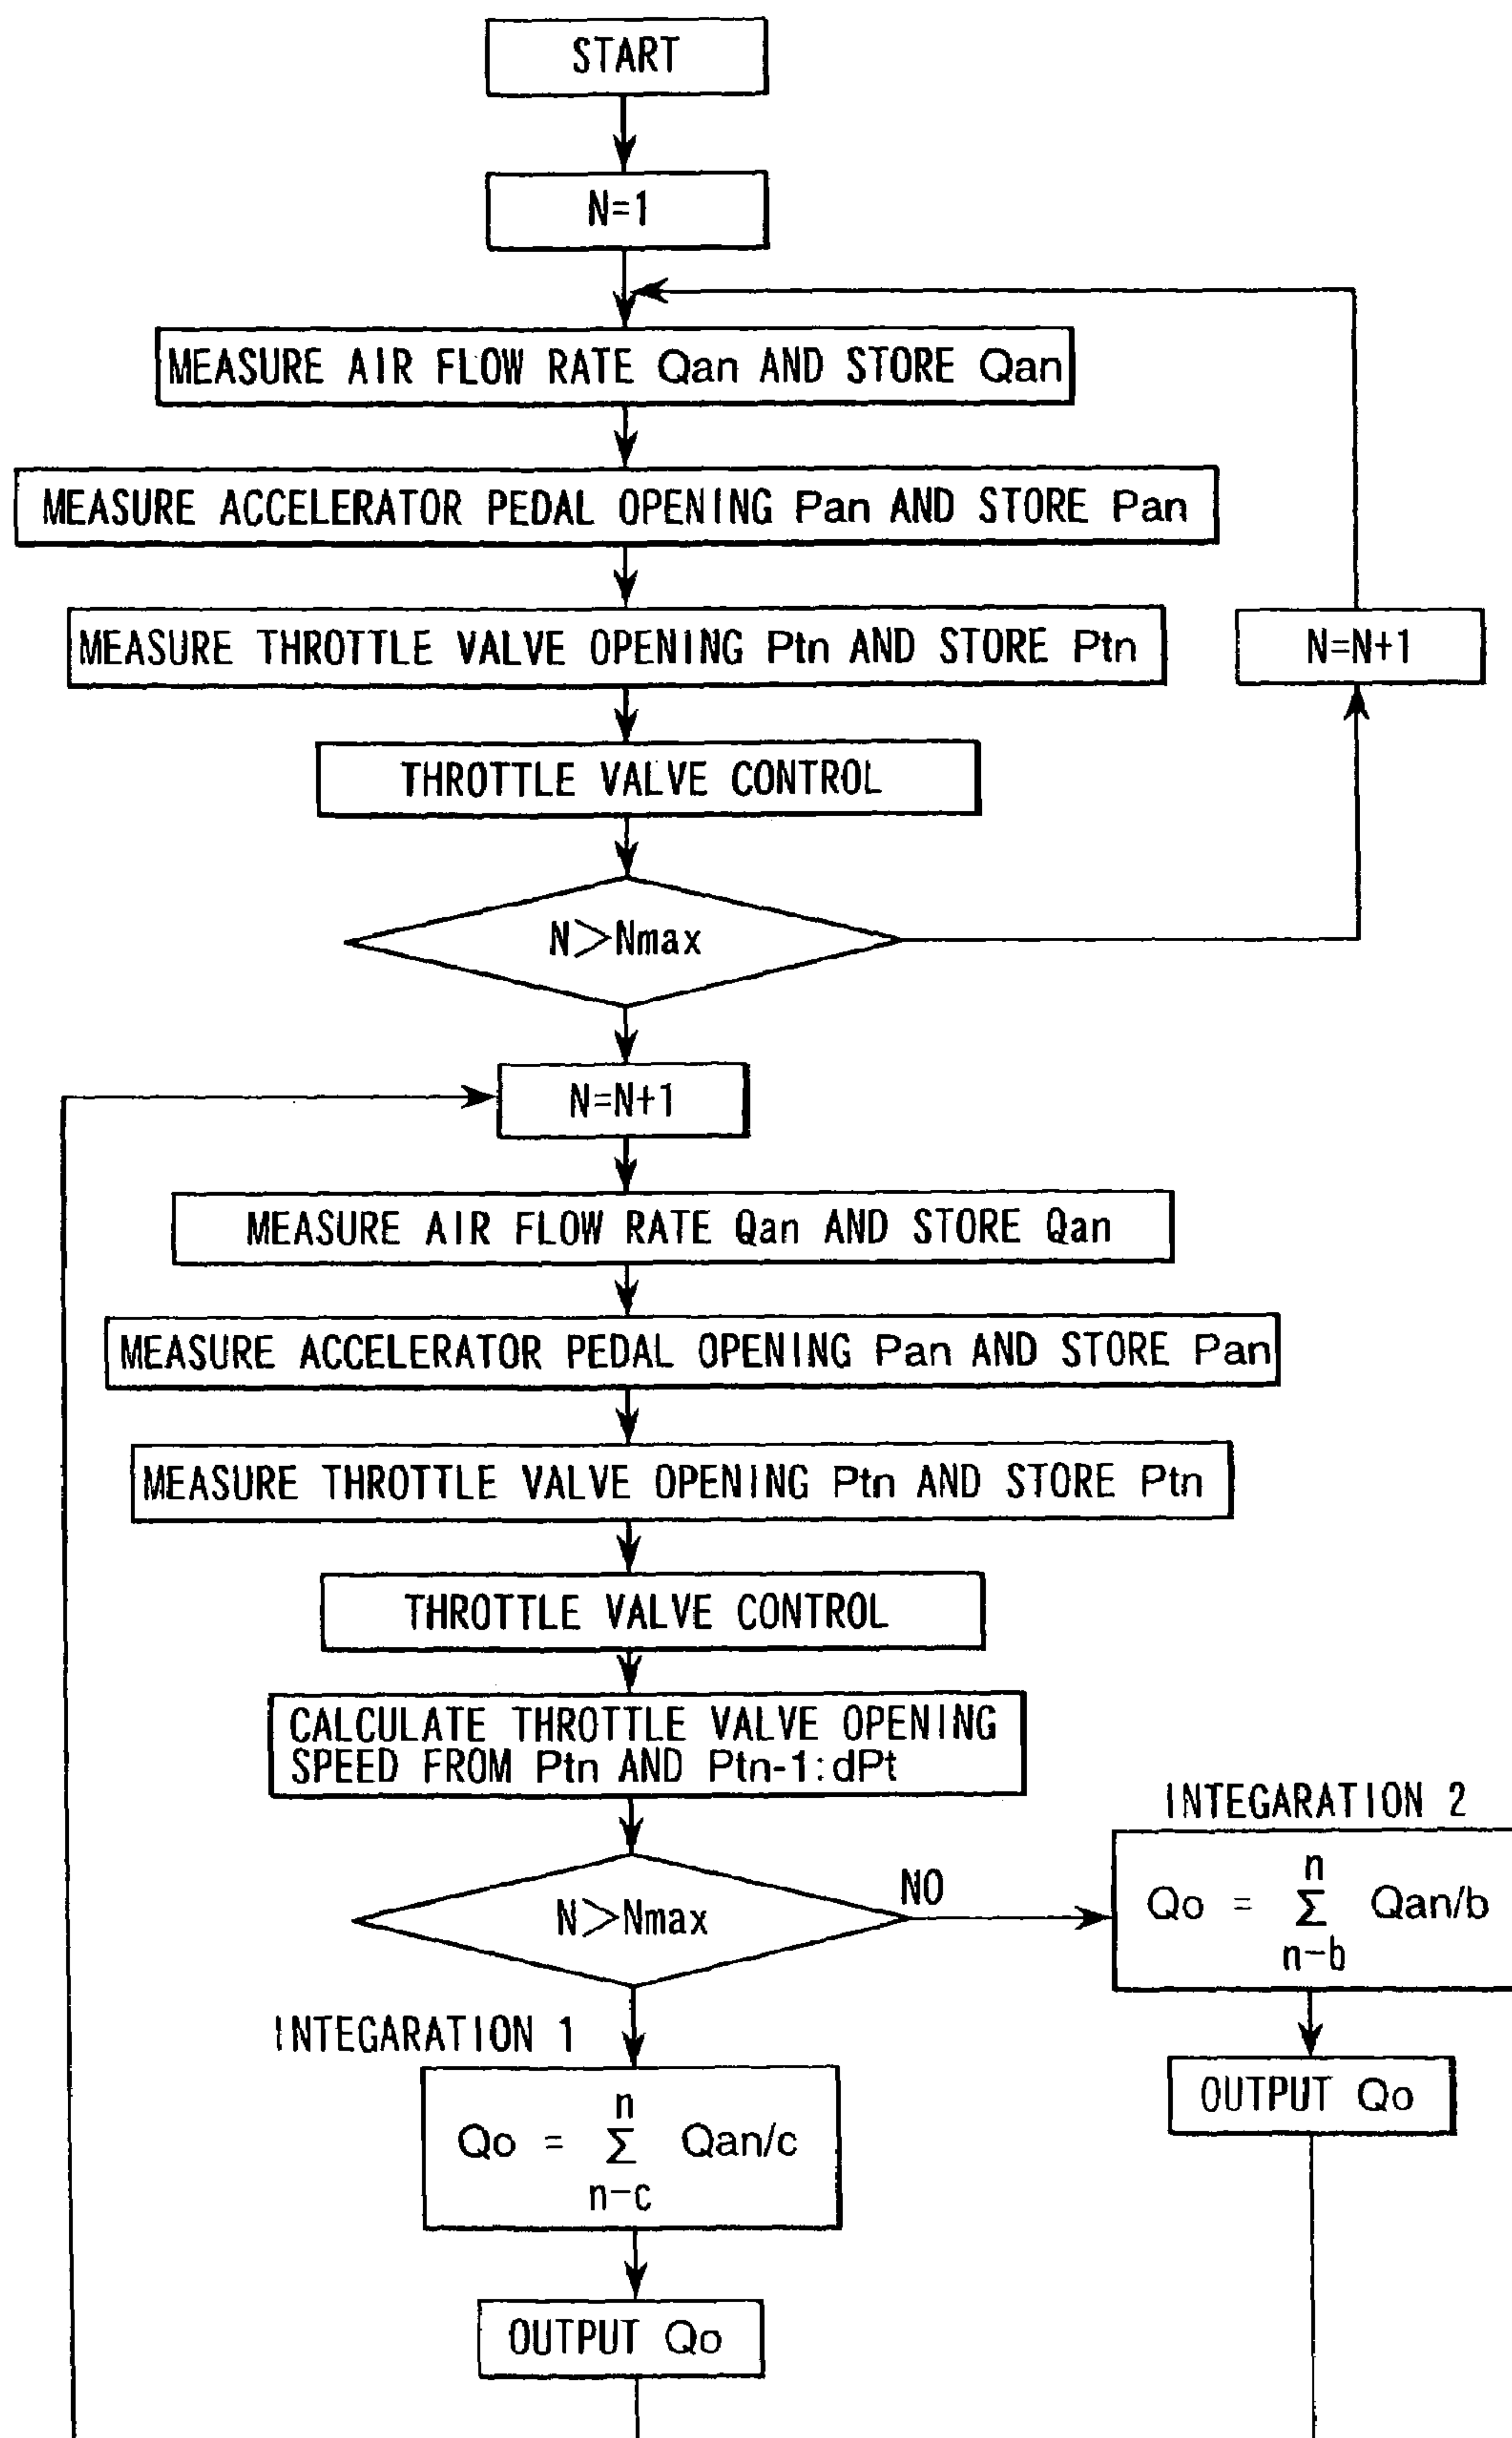 START
N=1
MEASURE AIR FLOW RATE Qan AND STORE Qan
MEASURE ACCELERATOR PEDAL OPENING Pan AND STORE Pan
MEASURE THROTTLE VALVE OPENING Ptn AND STORE Ptn
N=N+1
THROTTLE VALVE CONTROL
N>Nmax
N=N+1
MEASURE AIR FLOW RATE Qan AND STORE Qan
MEASURE ACCELERATOR PEDAL OPENING Pan AND STORE Pan
MEASURE THROTTLE VALVE OPENING Ptn AND STORE Ptn
THROTTLE VALVE CONTROL
CALCULATE THROTTLE VALVE OPENING
SPEED FROM Ptn AND Ptn-1:dPt
N>Nmax
NO
INTEGARATION 2
n
Qo = Σ Qan/b
n-b
OUTPUT Qo
INTEGARATION 1
n
Qo = Σ Qan/c
n-c
OUTPUT Qo